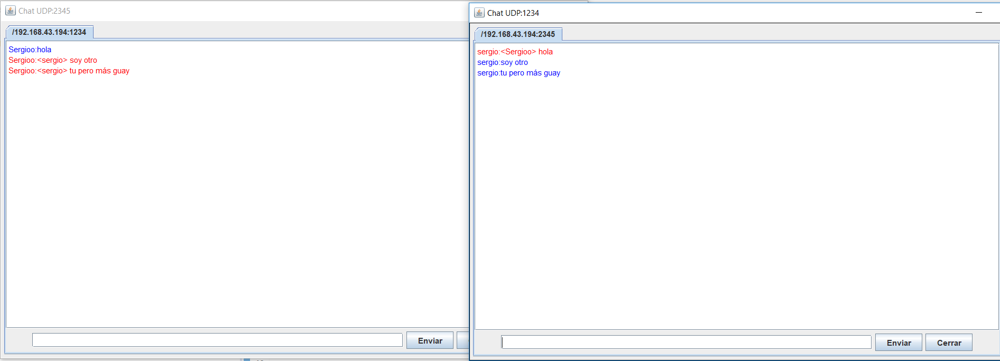 Chat UDP:2345
/192.168.43.194:1234
Sergioo:hola
Sergioo:<sergio> soy otro
Sergioo:<sergio> tu pero más guay
Enviar
Chat UDP:1234
/192.168.43.194:2345
sergio:<Sergioo> hola
sergio:soy otro
sergio:tu pero más guay
Enviar
Cerrar